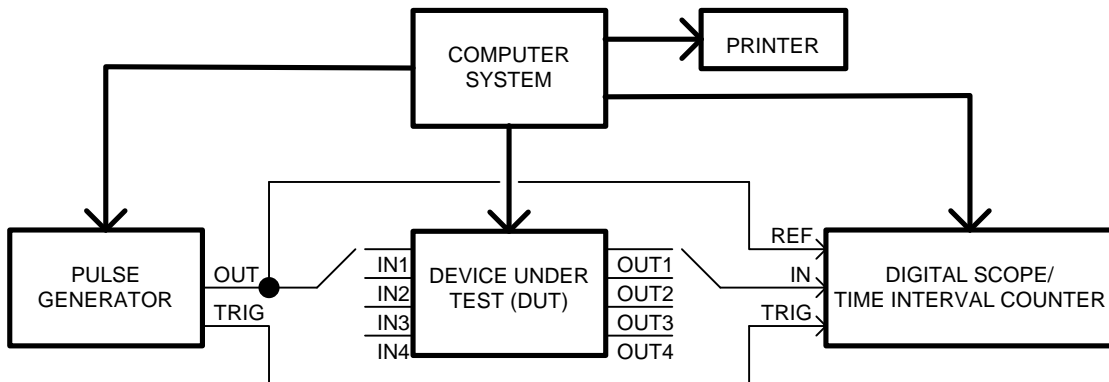 COMPUTER
SYSTEM
PRINTER
PULSE
GENERATOR
OUT
TRIG
IN1
IN2
IN3
IN4
DEVICE UNDER
TEST (DUT)
OUT1
OUT2
OUT3
OUT4
REF
IN
TRIG
DIGITAL SCOPE/
TIME INTERVAL COUNTER